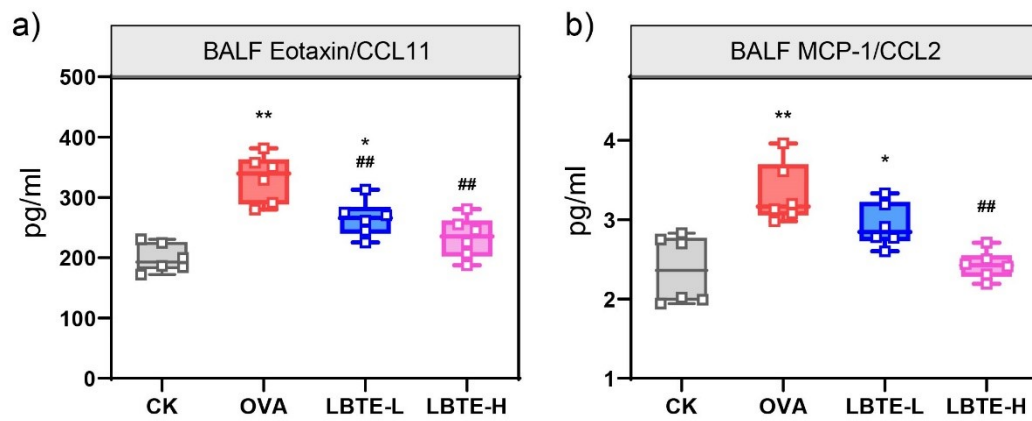 a)
BALF Eotaxin/CCL11
pg/ml
500
400
300
200
100
0
**
*
##
##
CK OVA LBTE-L LBTE-H
b)
BALF MCP-1/CCL2
pg/ml
4
3
2
1
**
*
##
CK OVA LBTE-L LBTE-H